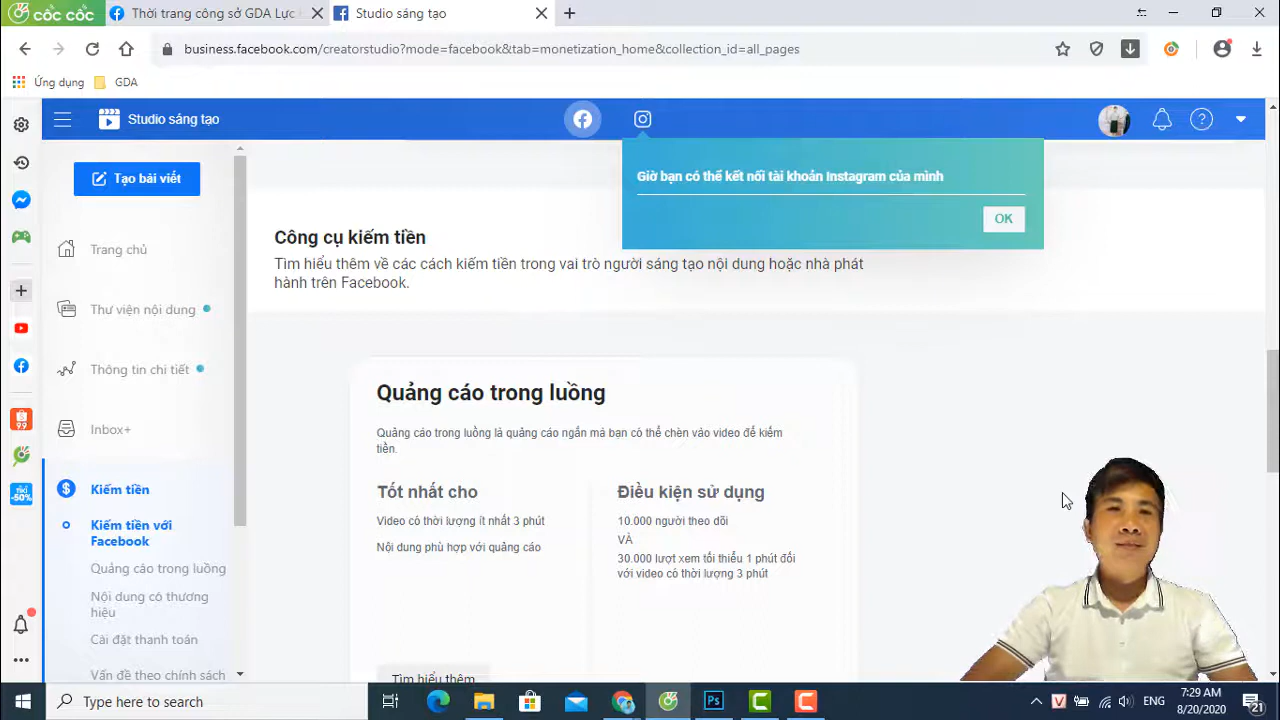 cốc cốc
Thời trang công sở GDA Lực k
Studio sáng tạo
business.facebook.com/creatorstudio?mode=facebook&tab=monetization_home&collection_id=all_pages
Ứng dụng
GDA
Studio sáng tạo
Giờ bạn có thể kết nối tài khoản Instagram của mình
OK
Tạo bài viết
Trang chủ
Thư viện nội dung
Thông tin chi tiết
Inbox+
Kiếm tiền
Kiếm tiền với
Facebook
Quảng cáo trong luồng
Nội dung có thương
hiệu
Cài đặt thanh toán
Vấn đề theo chính sách
Công cụ kiếm tiền
Tìm hiểu thêm về các cách kiếm tiền trong vai trò người sáng tạo nội dung hoặc nhà phát
hành trên Facebook.
Quảng cáo trong luồng
Quảng cáo trong luồng là quảng cáo ngắn mà bạn có thể chèn vào video để kiếm
tiền.
Tốt nhất cho
Video có thời lượng ít nhất 3 phút
Nội dung phù hợp với quảng cáo
Điều kiện sử dụng
10.000 người theo dõi
VÀ
30.000 lượt xem tối thiểu 1 phút đối
với video có thời lượng 3 phút
Tìm hiểu thêm
Type here to search
ENG
7:29 AM
8/20/2020
21